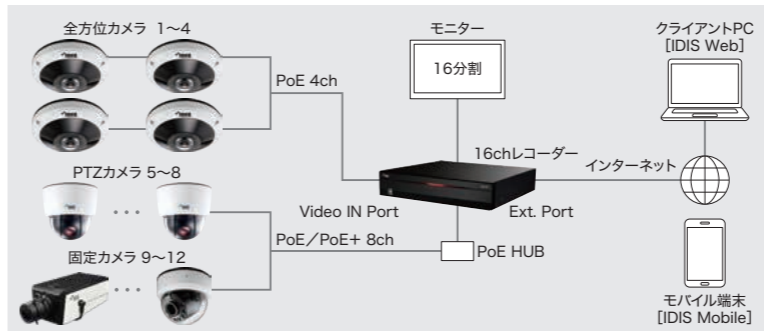 全方位カメラ 1～4
PoE 4ch
PTZカメラ 5～8
固定カメラ 9～12
PoE／PoE+ 8ch
モニター
16分割
16chレコーダー
Video IN Port
Ext. Port
PoE HUB
インターネット
クライアントPC
[IDIS Web]
モバイル端末
[IDIS Mobile]